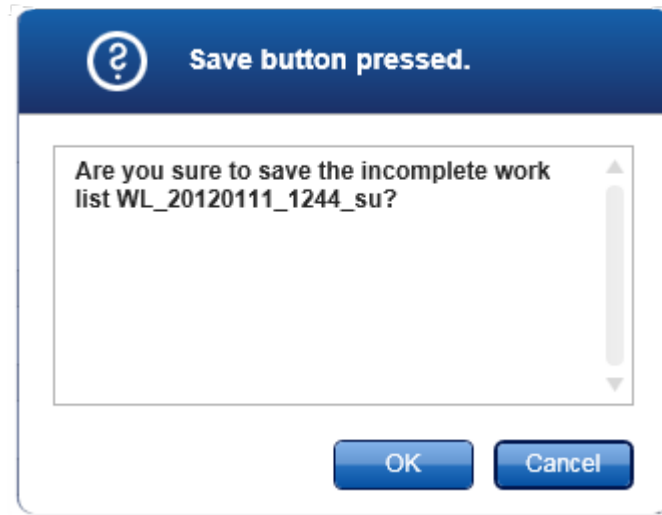 Save button pressed.
Are you sure to save the incomplete work
list WL_20120111_1244_su?
OK
Cancel